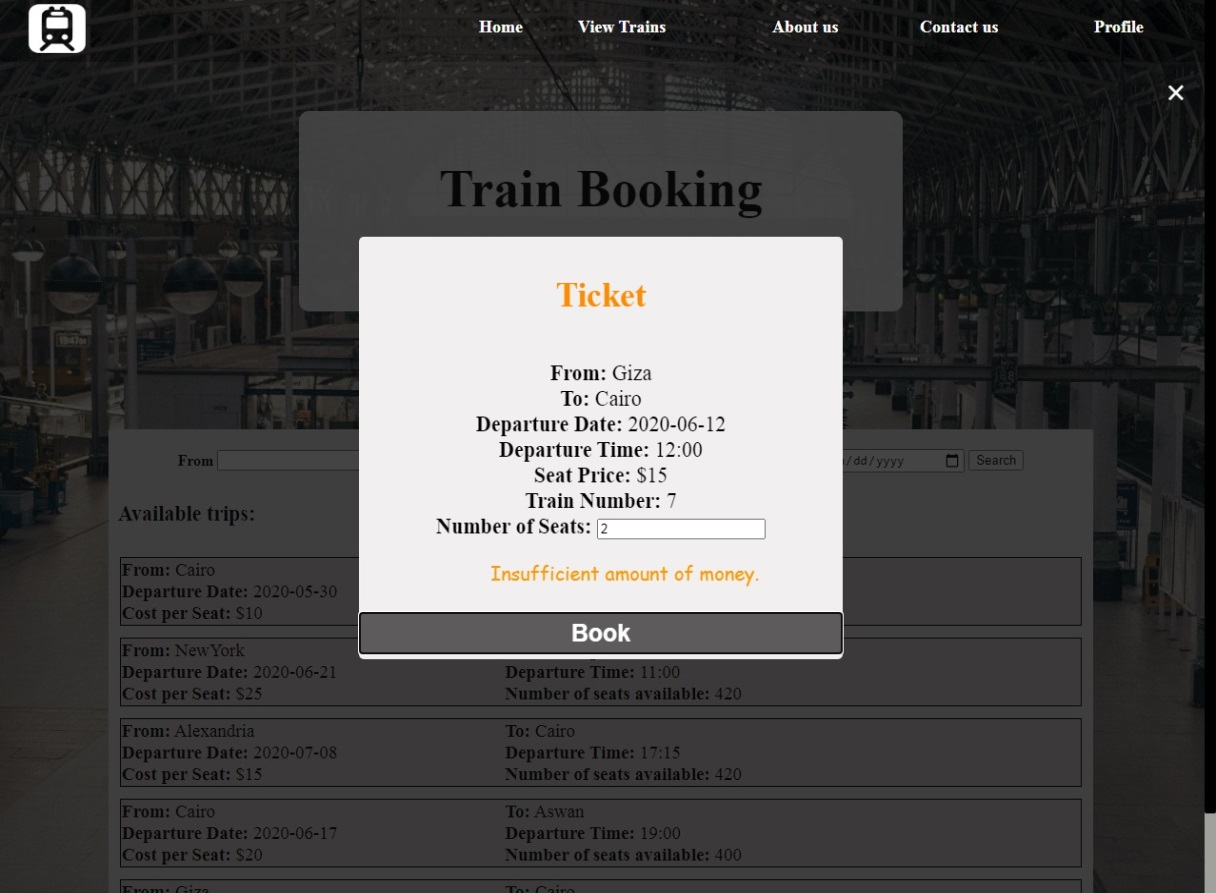 Home View Trains About us Contact us Profile
×
Train Booking
Ticket
From: Giza
To: Cairo
Departure Date: 2020-06-12
Departure Time: 12:00
Seat Price: $15
Train Number: 7
Number of Seats: 2
Insufficient amount of money.
Book
From /dd/yyyy Search
Available trips:
From: Cairo
Departure Date: 2020-05-30
Cost per Seat: $10
From: NewYork
Departure Date: 2020-06-21 Departure Time: 11:00
Cost per Seat: $25 Number of seats available: 420
From: Alexandria To: Cairo
Departure Date: 2020-07-08 Departure Time: 17:15
Cost per Seat: $15 Number of seats available: 420
From: Cairo To: Aswan
Departure Date: 2020-06-17 Departure Time: 19:00
Cost per Seat: $20 Number of seats available: 400
From: Giza To: Cairo